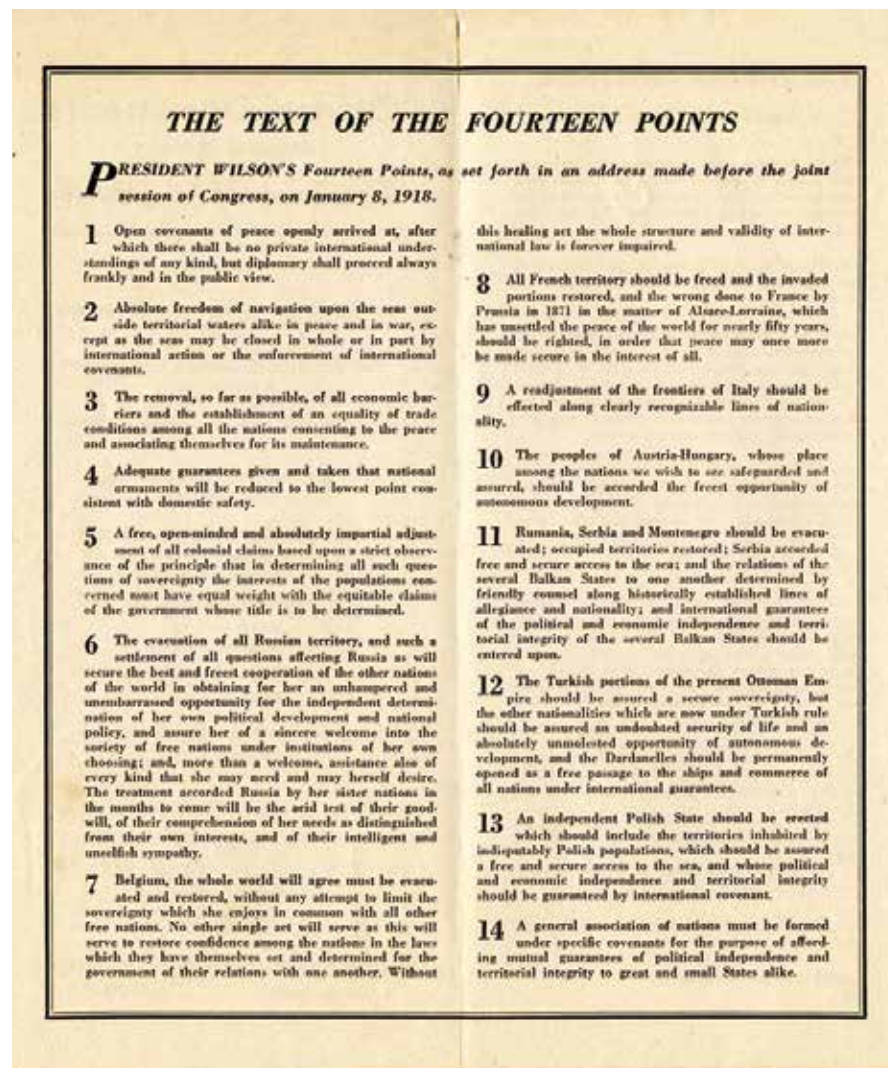 THE TEXT OF THE FOURTEEN POINTS
PRESIDENT WILSON'S Fourteen Points, as set forth in an address made before the joint
session of Congress, on January 8, 1918.
1 Open covenants of peace openly arrived at, after
which there shall be no private international under-
standings of any kind, but diplomacy shall proceed always
frankly and in the public view.
2 Absolute freedom of navigation upon the seas out-
side territorial waters alike in peace and in war, ex-
cept as the seas may be closed in whole or in part by
international action or the enforcement of international
covenants.
3 The removal, so far as possible, of all economic bar-
riers and the establishment of an equality of trade
conditions among all the nations consenting to the peace
and associating themselves for its maintenance.
4 Adequate guarantees given and taken that national
armaments will be reduced to the lowest point con-
sistent with domestic safety.
5 A free, open-minded and absolutely impartial adjust-
ment of all colonial claims based upon a strict observ-
ance of the principle that in determining all such ques-
tions of sovereignty the interests of the populations con-
cerned must have equal weight with the equitable claims
of the government whose title is to be determined.
6 The evacuation of all Russian territory, and such a
settlement of all questions affecting Russia as will
secure the best and freest cooperation of the other nations
of the world in obtaining for her an unhampered and
unembarrassed opportunity for the independent determi-
nation of her own political development and national
policy, and assure her of a sincere welcome into the
society of free nations under institutions of her own
choosing; and, more than a welcome, assistance also of
every kind that she may need and may herself desire.
The treatment accorded Russia by her sister nations in
the months to come will be the acid test of their good-
will, of their comprehension of her needs as distinguished
from their own interests, and of their intelligent and
unselfish sympathy.
7 Belgium, the whole world will agree must be evacu-
ated and restored, without any attempt to limit the
sovereignty which she enjoys in common with all other
free nations. No other single act will serve as this will
serve to restore confidence among the nations in the laws
which they have themselves set and determined for the
government of their relations with one another. Without
this healing act the whole structure and validity of inter-
national law is forever impaired.
8 All French territory should be freed and the invaded
portions restored, and the wrong done to France by
Prussia in 1871 in the matter of Alsace-Lorraine, which
has unsettled the peace of the world for nearly fifty years,
should be righted, in order that peace may once more
be made secure in the interest of all.
9 A readjustment of the frontiers of Italy should be
effected along clearly recognizable lines of nation-
ality.
10 The peoples of Austria-Hungary, whose place
among the nations we wish to see safeguarded and
assured, should be accorded the freest opportunity of
autonomous development.
11 Rumania, Serbia and Montenegro should be evacu-
ated; occupied territories restored; Serbia accorded
free and secure access to the sea; and the relations of the
several Balkan States to one another determined by
friendly counsel along historically established lines of
allegiance and nationality; and international guarantees
of the political and economic independence and terri-
torial integrity of the several Balkan States should be
entered upon.
12 The Turkish portions of the present Ottoman Em-
pire should be assured a secure sovereignty, but
the other nationalities which are now under Turkish rule
should be assured an undoubted security of life and an
absolutely unmolested opportunity of autonomous de-
velopment, and the Dardanelles should be permanently
opened as a free passage to the ships and commerce of
all nations under international guarantees.
13 An independent Polish State should be erected
which should include the territories inhabited by
indisputably Polish populations, which should be assured
a free and secure access to the sea, and whose political
and economic independence and territorial integrity
should be guaranteed by international covenant.
14 A general association of nations must be formed
under specific covenants for the purpose of afford-
ing mutual guarantees of political independence and
territorial integrity to great and small States alike.